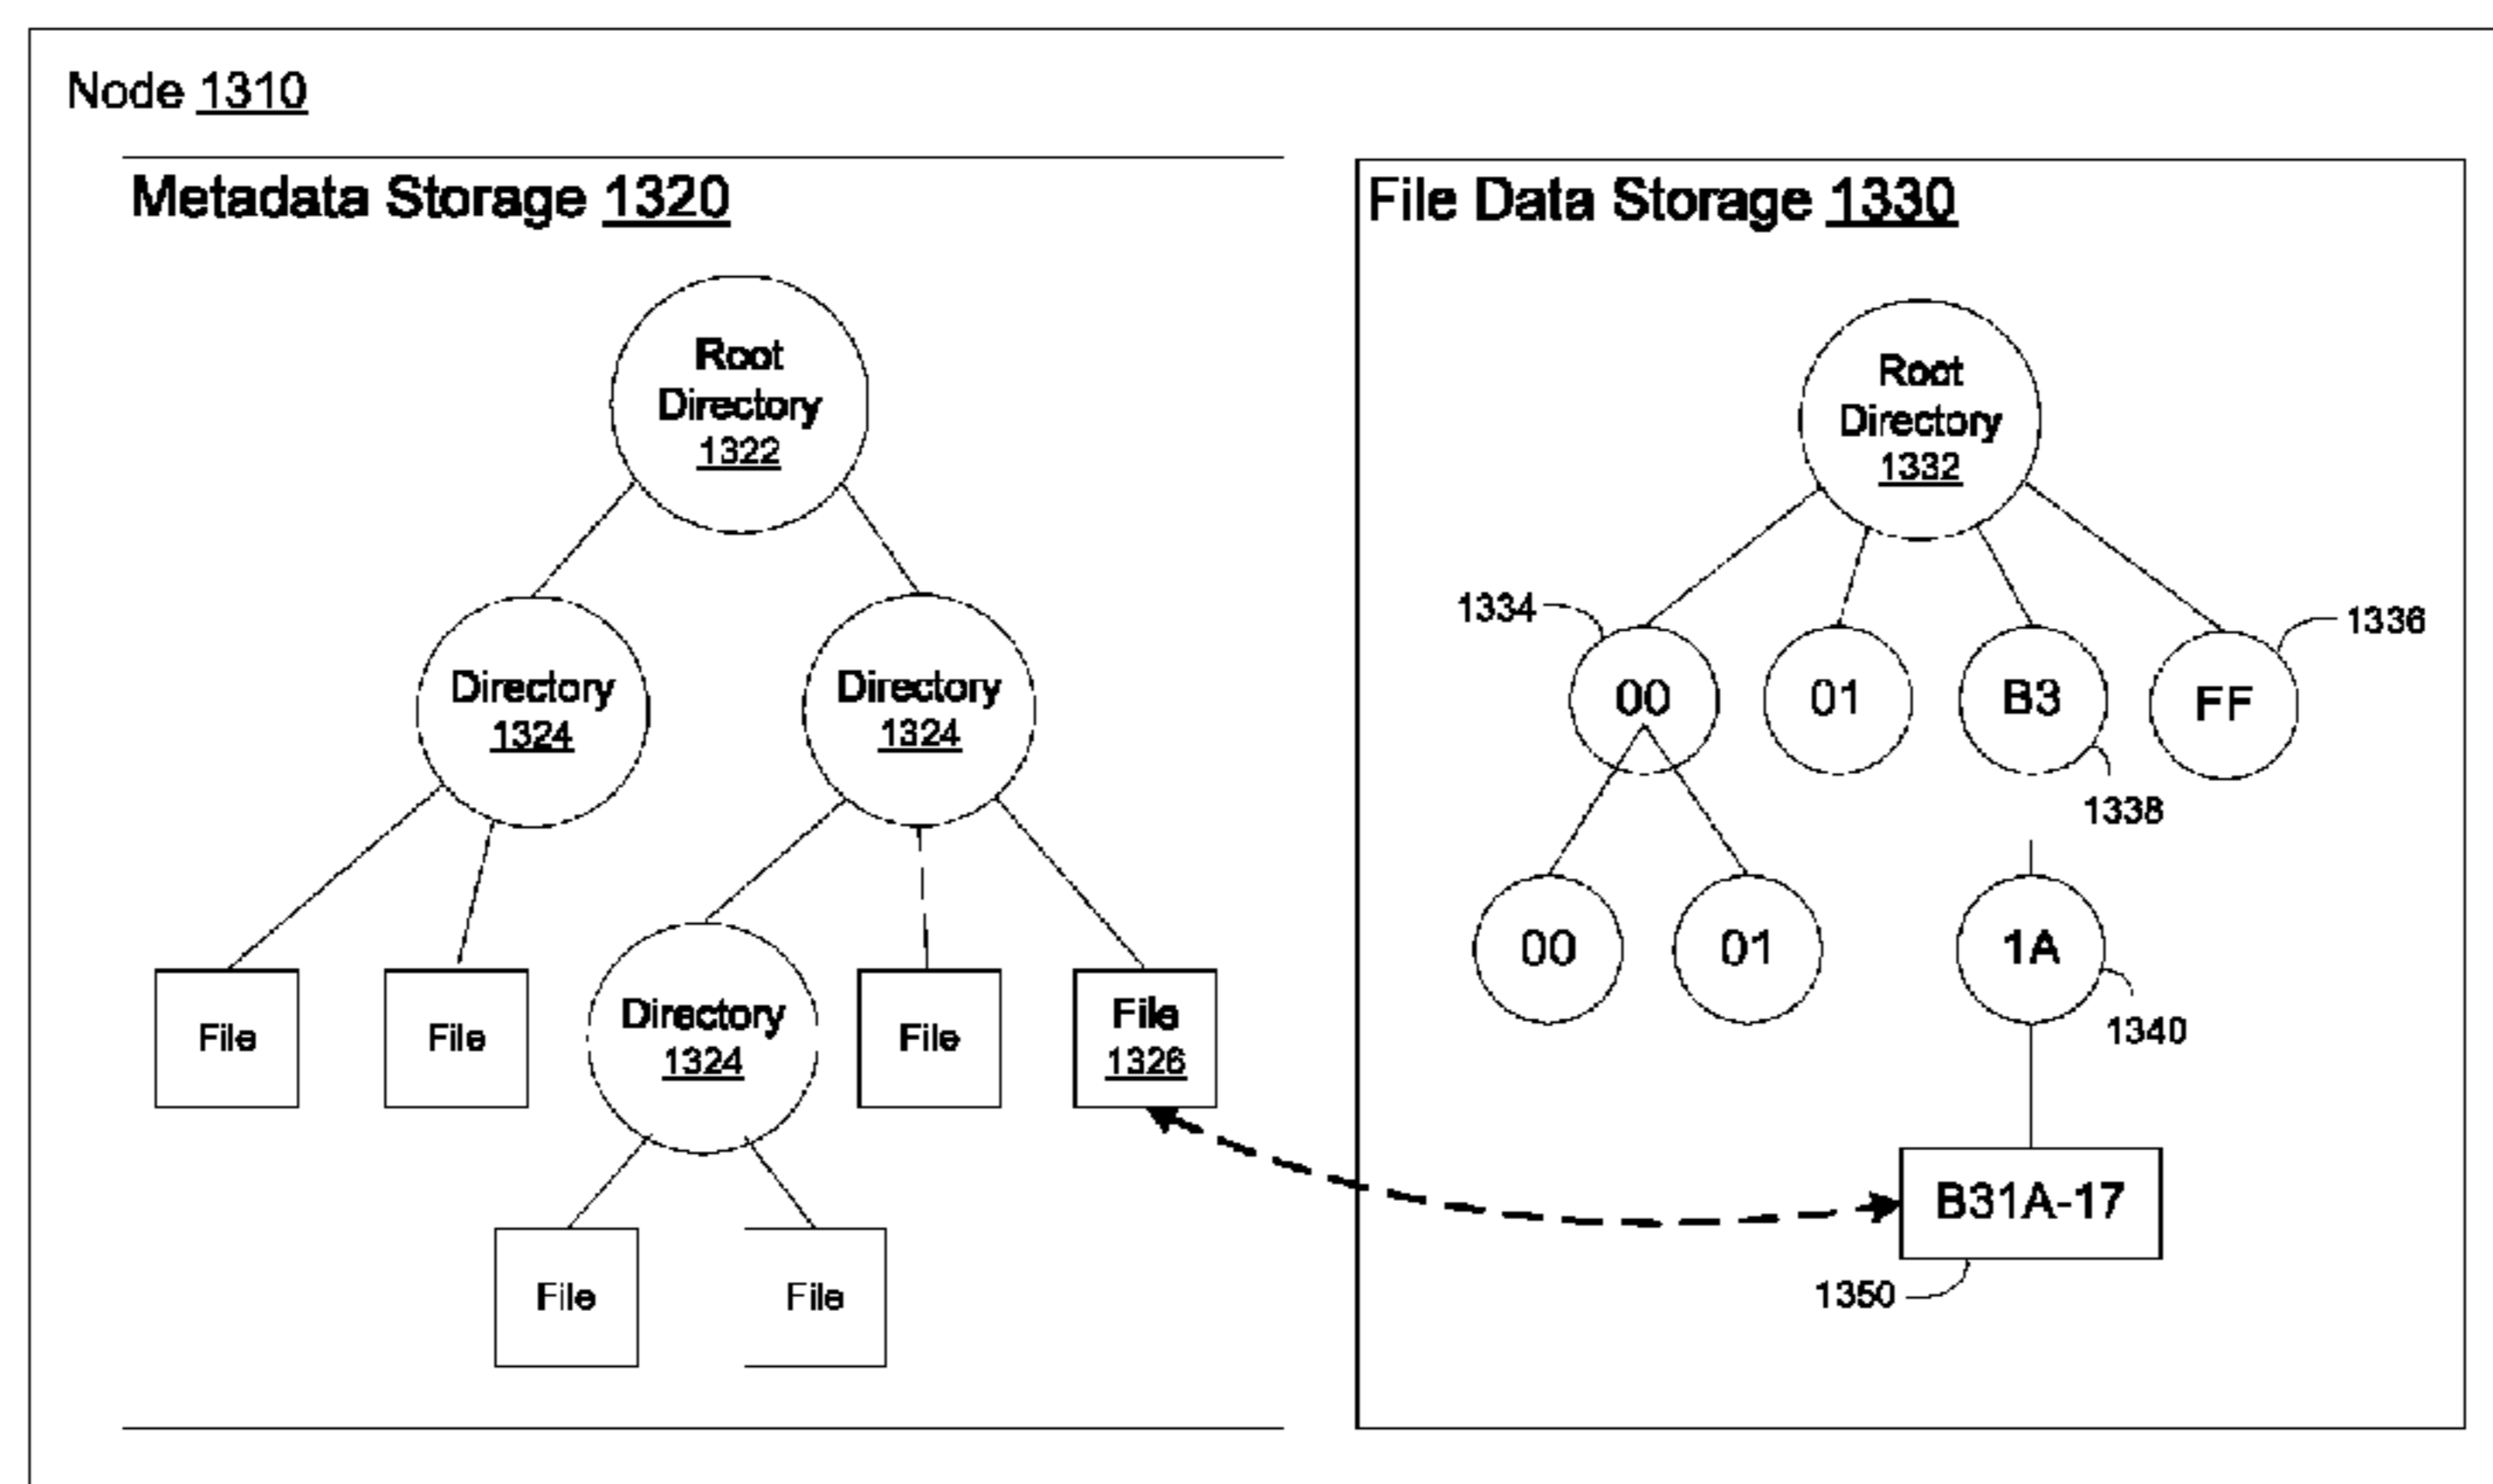 Node 1310
Metadata Storage 1320
Root
Directory
1322
Directory
1324
Directory
1324
File
File
Directory
1324
File
File
1326
File
File
File Data Storage 1330
Root
Directory
1332
1334
00
01
B3
FF
1336
1338
00
01
1A
1340
B31A-17
1350